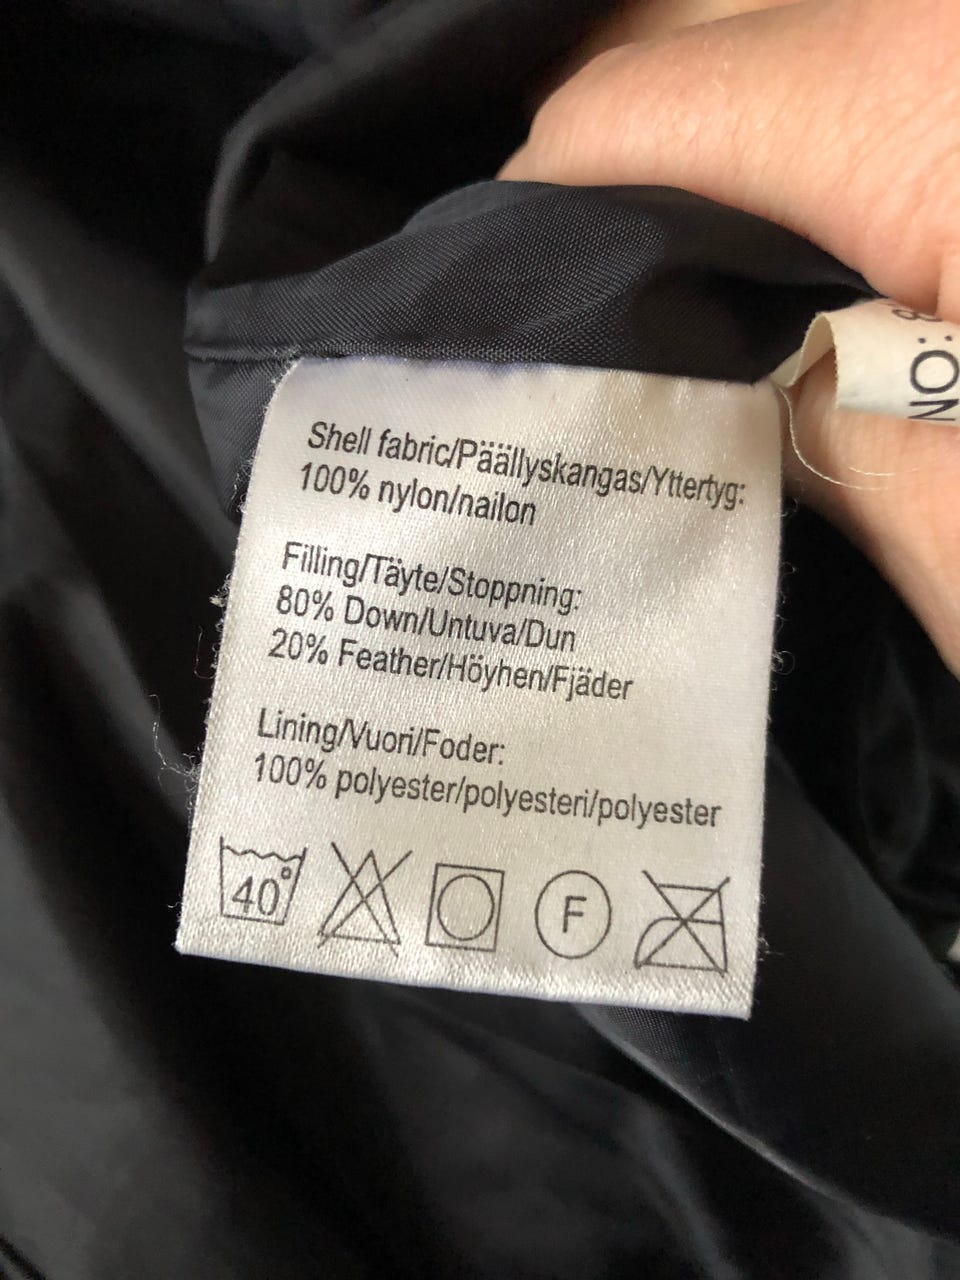 Shell fabric/Päällyskangas/Yttertyg:
100% nylon/nailon
Filling/Täyte/Stoppning:
80% Down/Untuva/Dun
20% Feather/Höyhen/Fjäder
Lining/Vuori/Foder:
100% polyester/polyesteri/polyester
40°
F
NO: